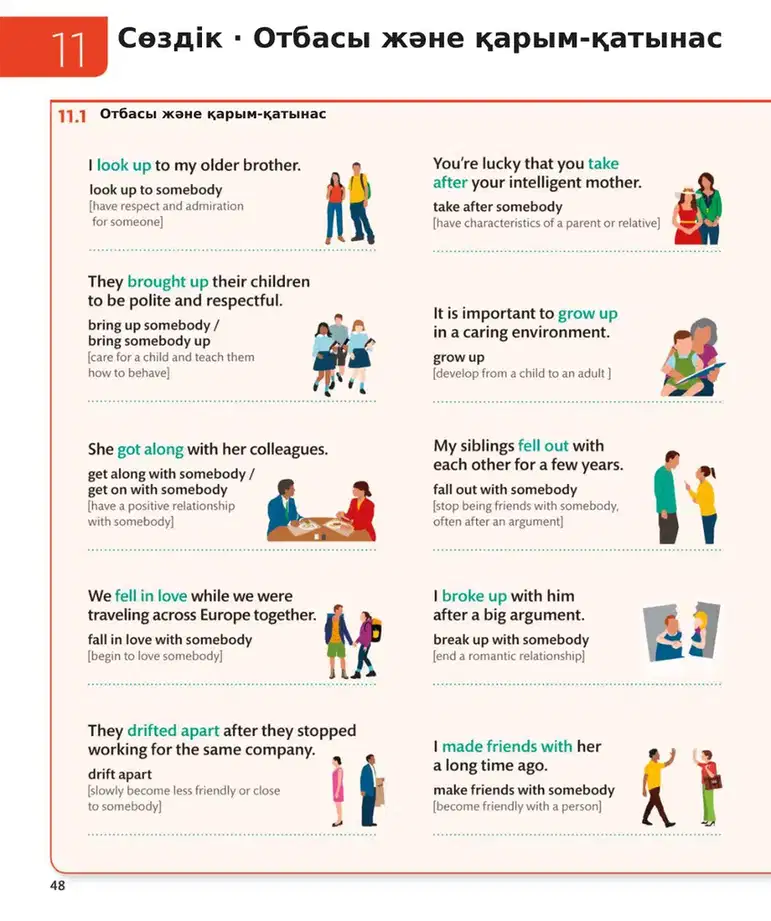 11
Сөздік · Отбасы және қарым-қатынас
11.1 Отбасы және қарым-қатынас
I look up to my older brother.
look up to somebody
[have respect and admiration
for someone]
You're lucky that you take
after your intelligent mother.
take after somebody
[have characteristics of a parent or relative]
They brought up their children
to be polite and respectful.
bring up somebody /
bring somebody up
[care for a child and teach them
how to behave]
It is important to grow up
in a caring environment.
grow up
[develop from a child to an adult ]
She got along with her colleagues.
get along with somebody /
get on with somebody
[have a positive relationship
with somebody]
My siblings fell out with
each other for a few years.
fall out with somebody
[stop being friends with somebody,
often after an argument]
We fell in love while we were
traveling across Europe together.
fall in love with somebody
[begin to love somebody]
I broke up with him
after a big argument.
break up with somebody
[end a romantic relationship]
They drifted apart after they stopped
working for the same company.
drift apart
[slowly become less friendly or close
to somebody]
I made friends with her
a long time ago.
make friends with somebody
[become friendly with a person]
48